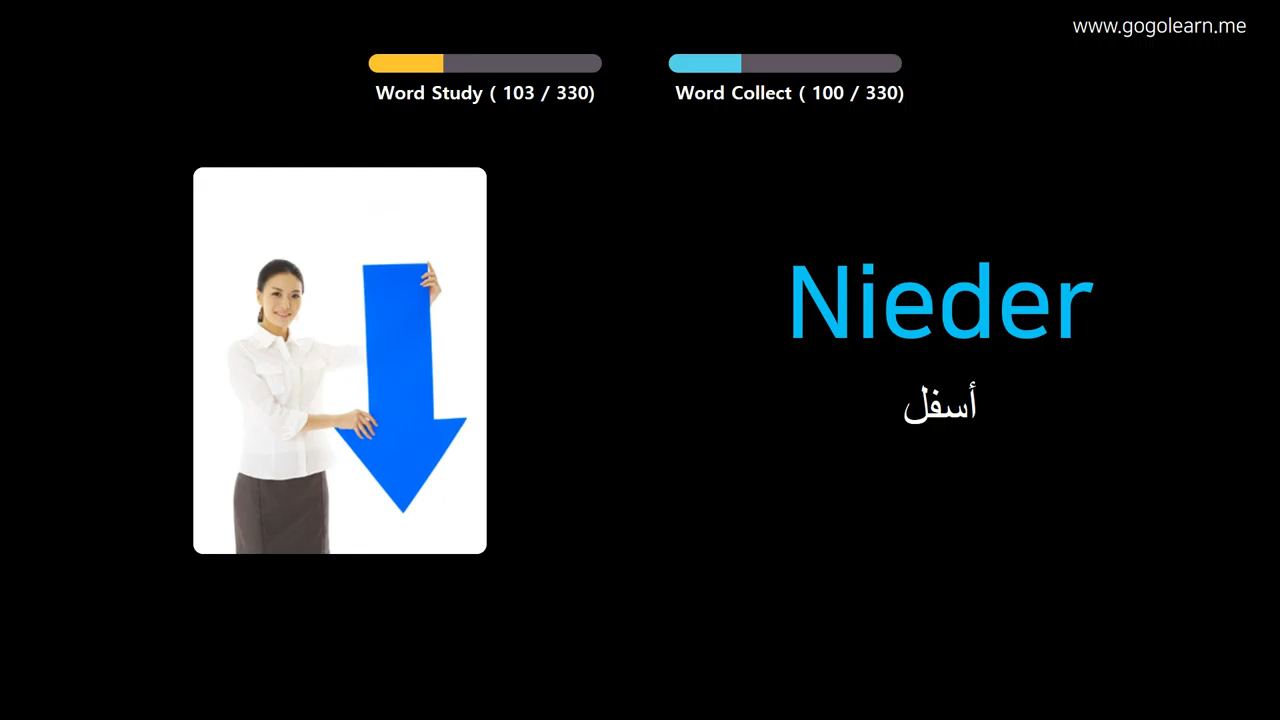 www.gogolearn.me
Word Study ( 103 / 330)
Word Collect ( 100 / 330)
Nieder
أسفل